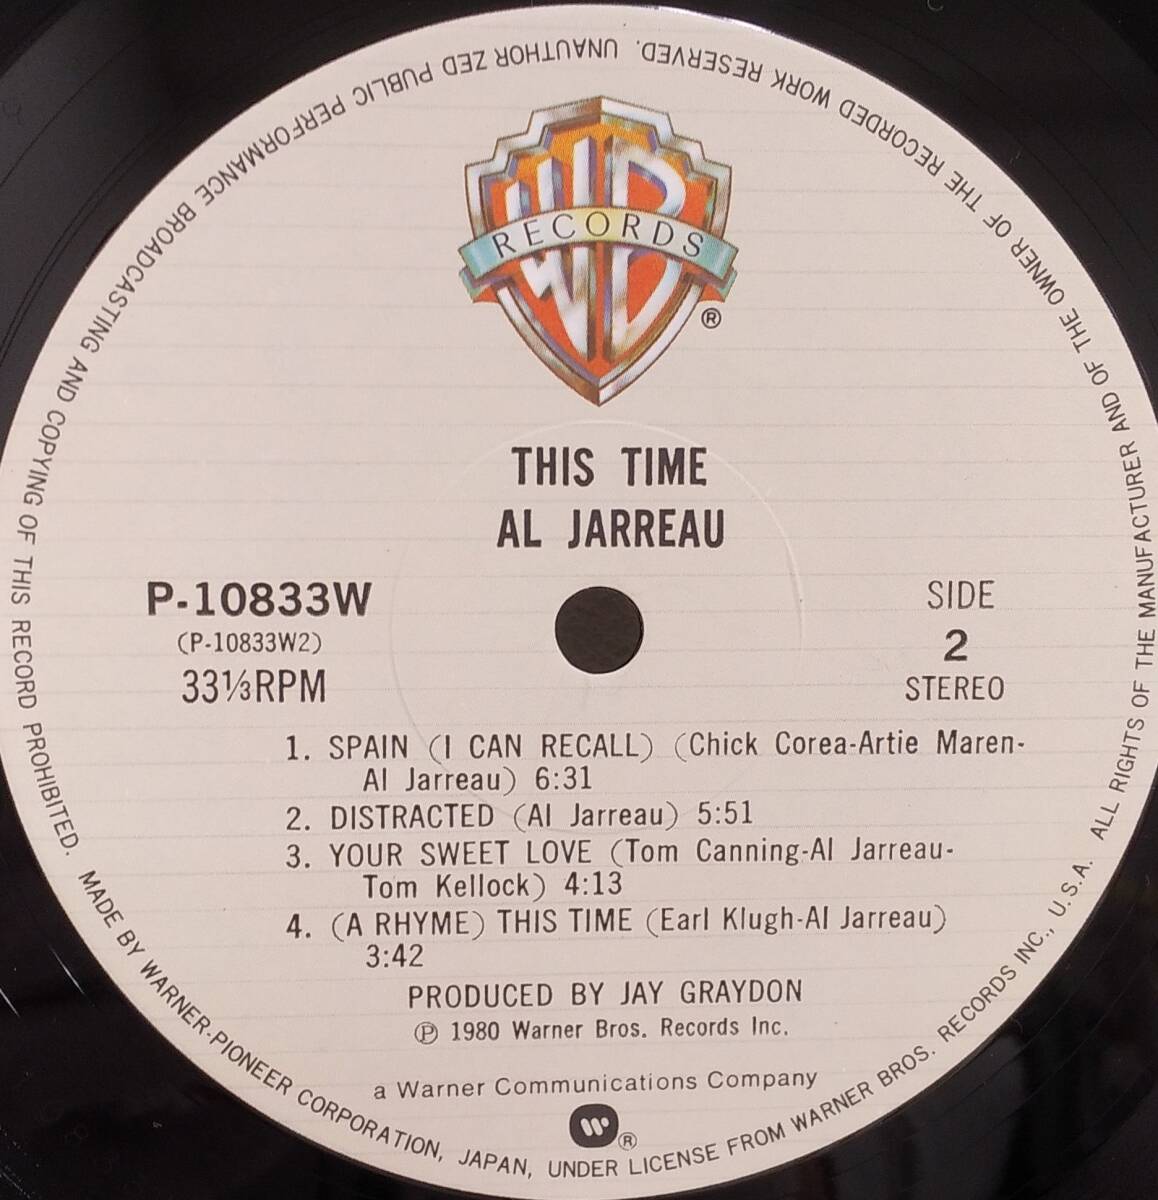 WB
RECORDS
®
THIS TIME
AL JARREAU
P-10833W
(P-10833W2)
33⅓RPM
SIDE
2
STEREO
1. SPAIN (I CAN RECALL) (Chick Corea-Artie Maren-
Al Jarreau) 6:31
2. DISTRACTED (Al Jarreau) 5:51
3. YOUR SWEET LOVE (Tom Canning-Al Jarreau-
Tom Kellock) 4:13
4. (A RHYME) THIS TIME (Earl Klugh-Al Jarreau)
3:42
PRODUCED BY JAY GRAYDON
℗ 1980 Warner Bros. Records Inc.
a Warner Communications Company
®
MADE BY WARNER-PIONEER CORPORATION, JAPAN, UNDER LICENSE FROM WARNER BROS. RECORDS INC., U.S.A. ALL RIGHTS OF THE MANUFACTURER AND OF THE OWNER OF THE RECORDED WORK RESERVED. UNAUTHOR ZED PUBLIC PERFORMANCE BROADCASTING AND COPYING OF THIS RECORD PROHIBITED.